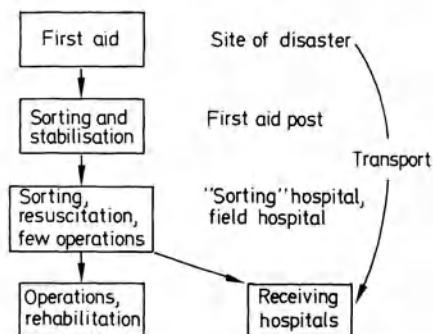 First aid
Site of disaster
Sorting and
stabilisation
First aid post
Transport
Sorting,
resuscitation,
few operations
"Sorting" hospital,
field hospital
Operations,
rehabilitation
Receiving
hospitals